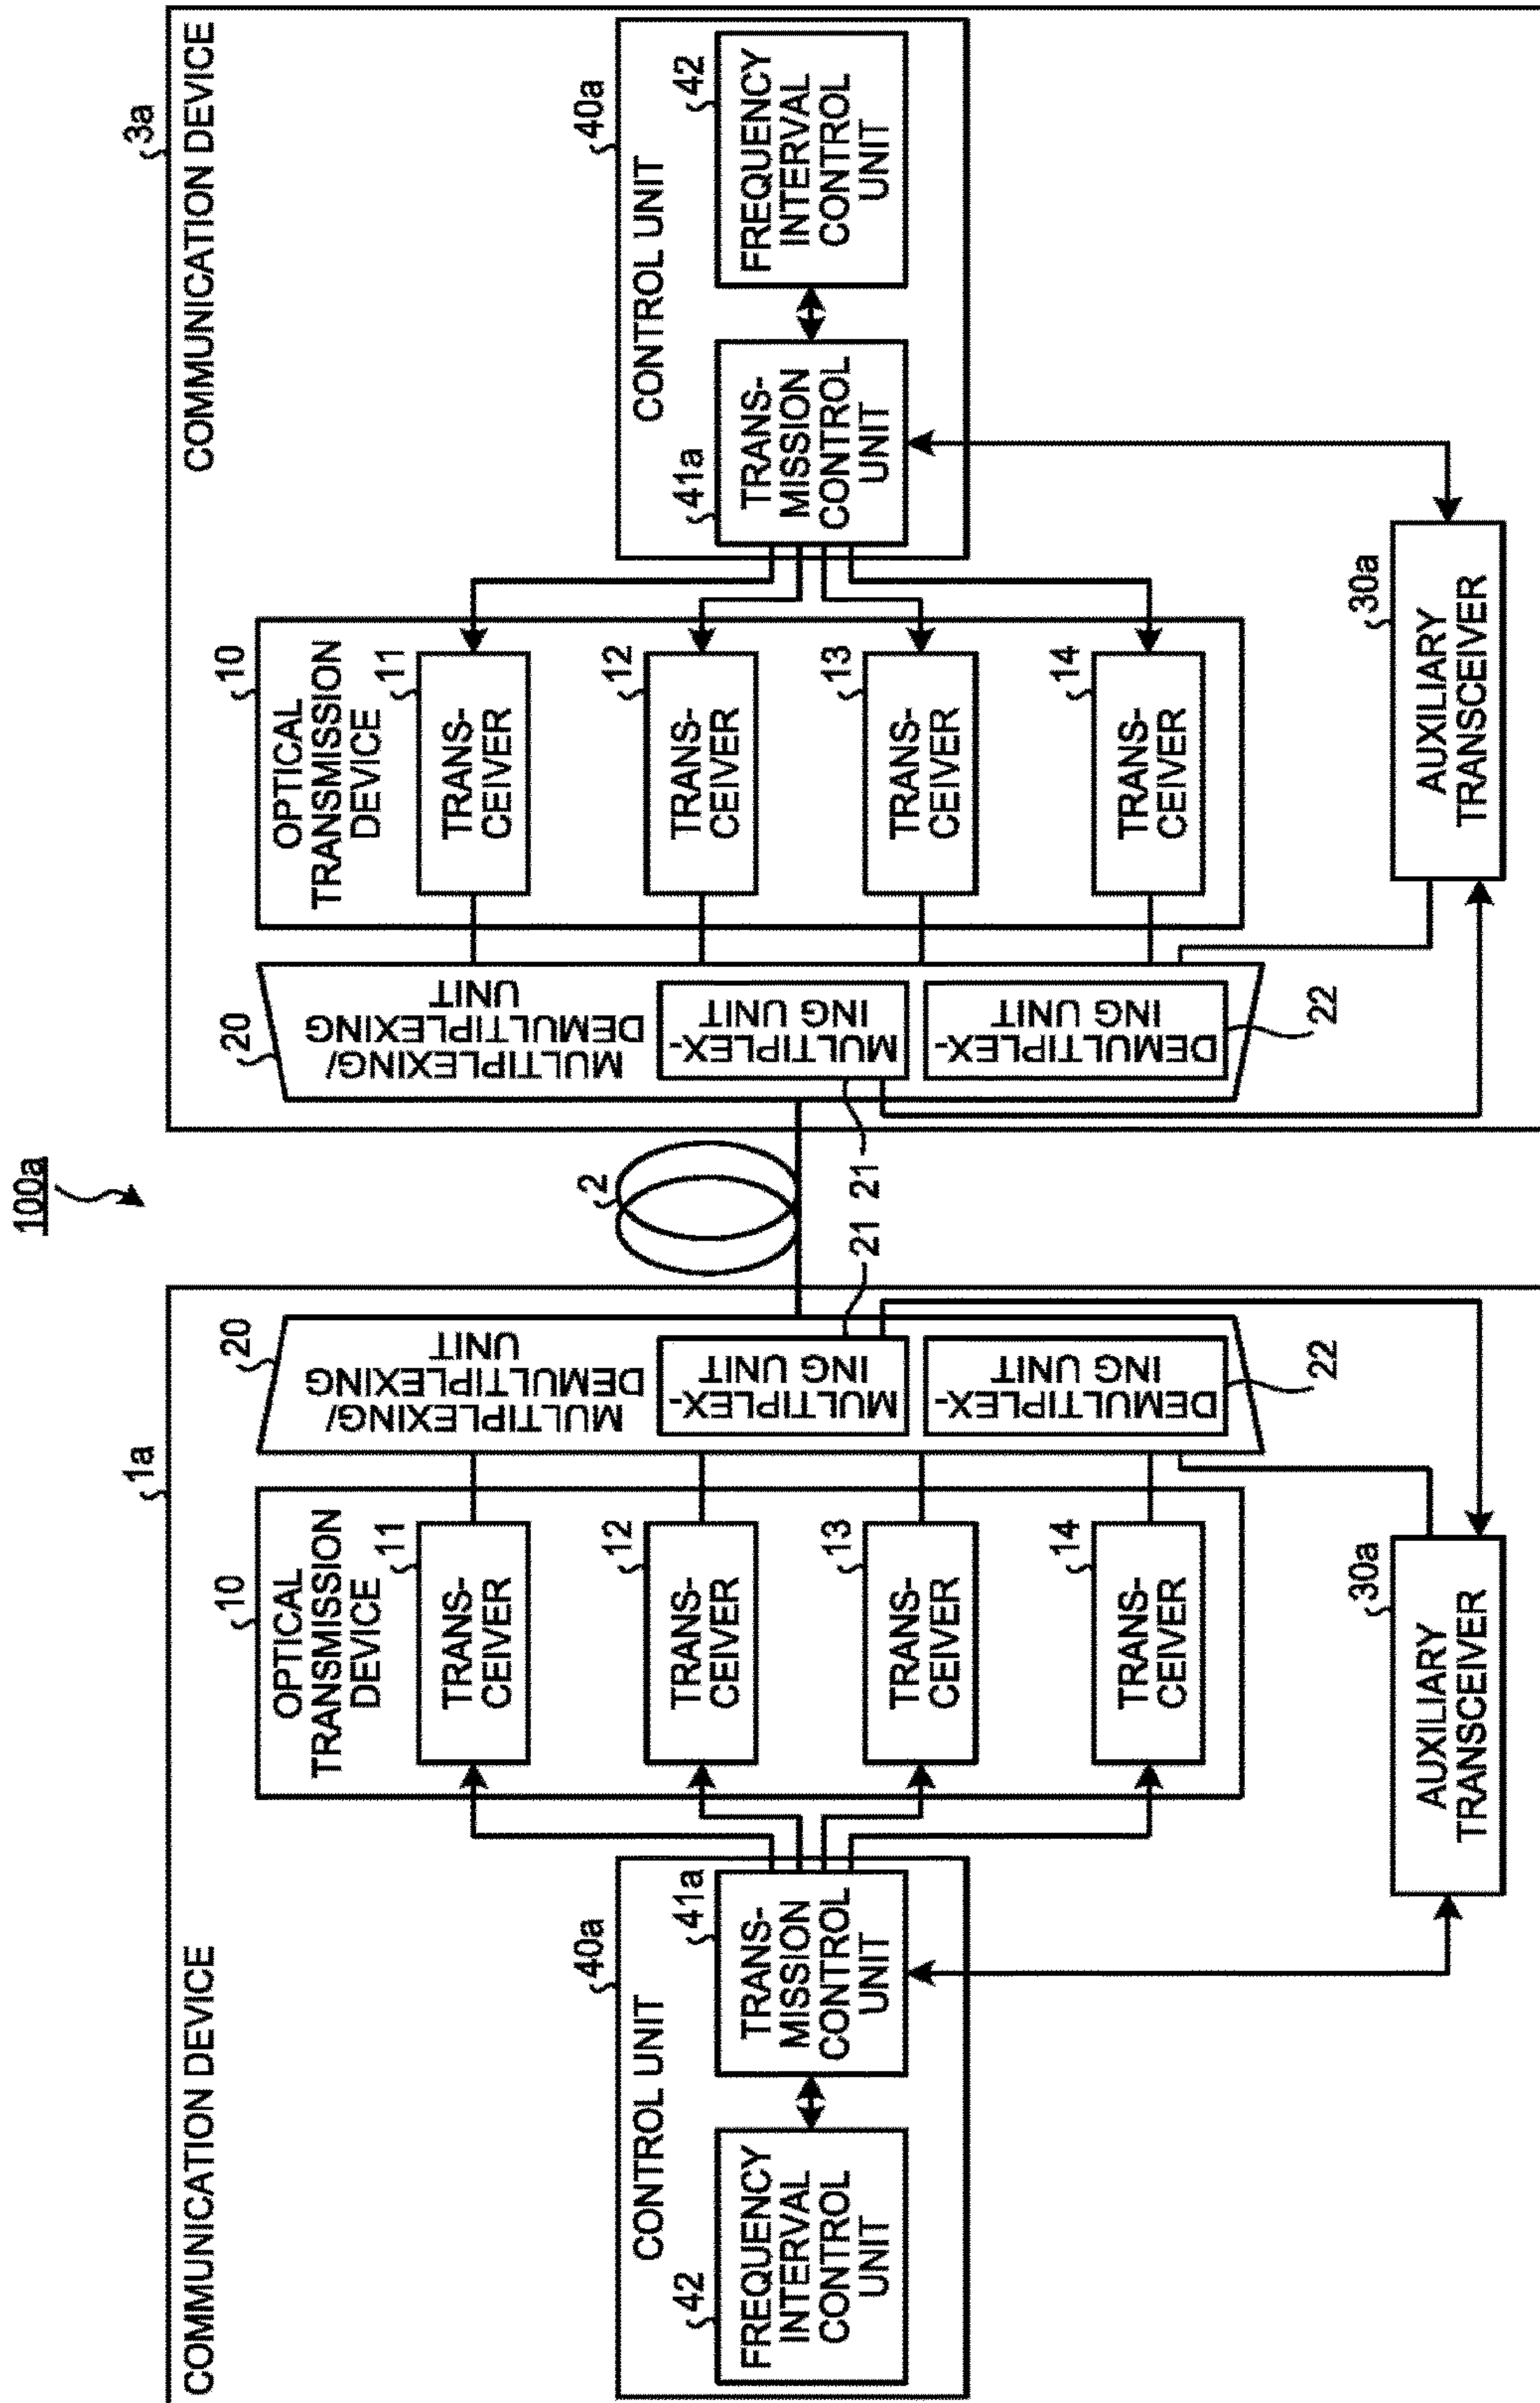 100a
COMMUNICATION DEVICE
1a
CONTROL UNIT
40a
42
FREQUENCY
INTERVAL
CONTROL
UNIT
41a
TRANS-
MISSION
CONTROL
UNIT
10
OPTICAL
TRANSMISSION
DEVICE
11
TRANS-
CEIVER
12
TRANS-
CEIVER
13
TRANS-
CEIVER
14
TRANS-
CEIVER
20
MULTIPLEXING/
DEMULTIPLEXING
UNIT
MULTIPLEX-
ING UNIT
21
DEMULTIPLEX-
ING UNIT
22
30a
AUXILIARY
TRANSCEIVER
2
3a
COMMUNICATION DEVICE
20
MULTIPLEXING/
DEMULTIPLEXING
UNIT
MULTIPLEX-
ING UNIT
21
DEMULTIPLEX-
ING UNIT
22
10
OPTICAL
TRANSMISSION
DEVICE
11
TRANS-
CEIVER
12
TRANS-
CEIVER
13
TRANS-
CEIVER
14
TRANS-
CEIVER
40a
CONTROL UNIT
41a
TRANS-
MISSION
CONTROL
UNIT
42
FREQUENCY
INTERVAL
CONTROL
UNIT
30a
AUXILIARY
TRANSCEIVER